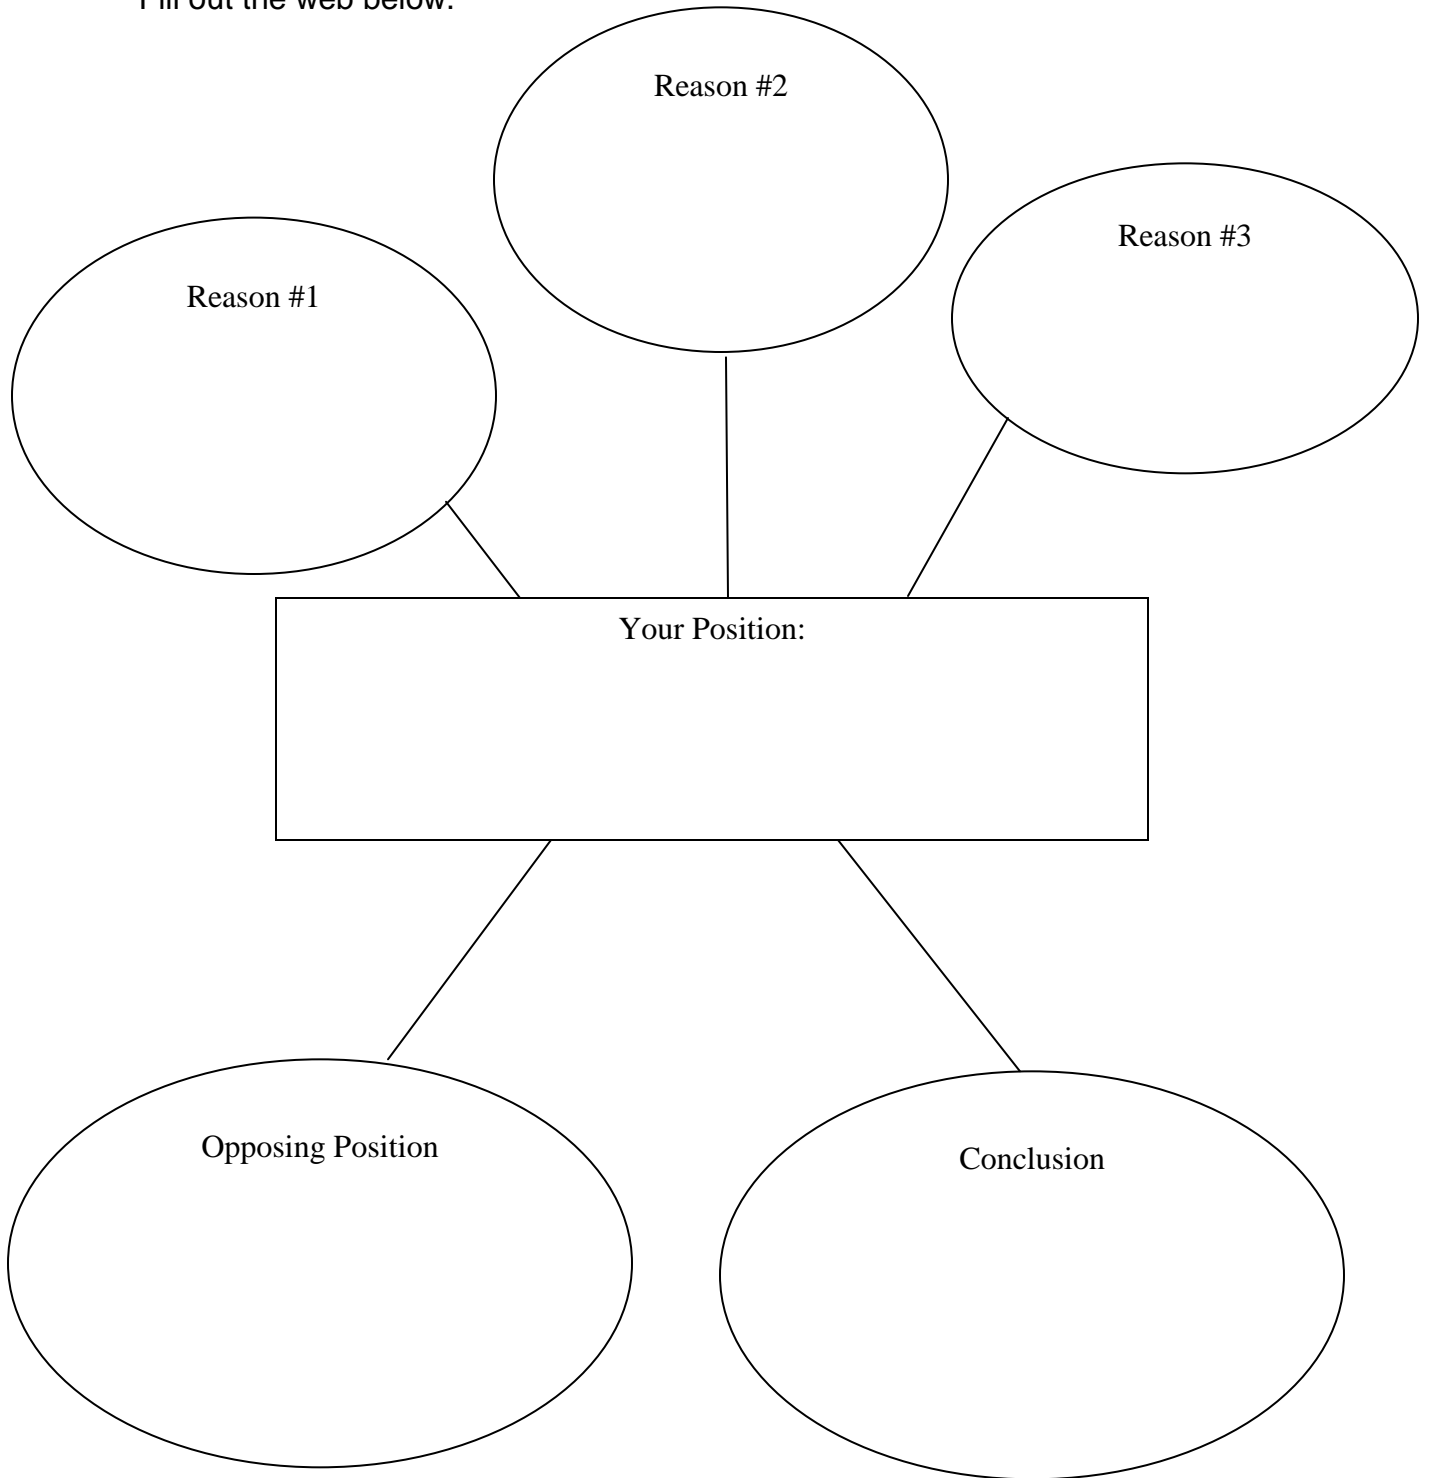 Fill out the web below.
Reason #2
Reason #3
Reason #1
Your Position:
Opposing Position
Conclusion